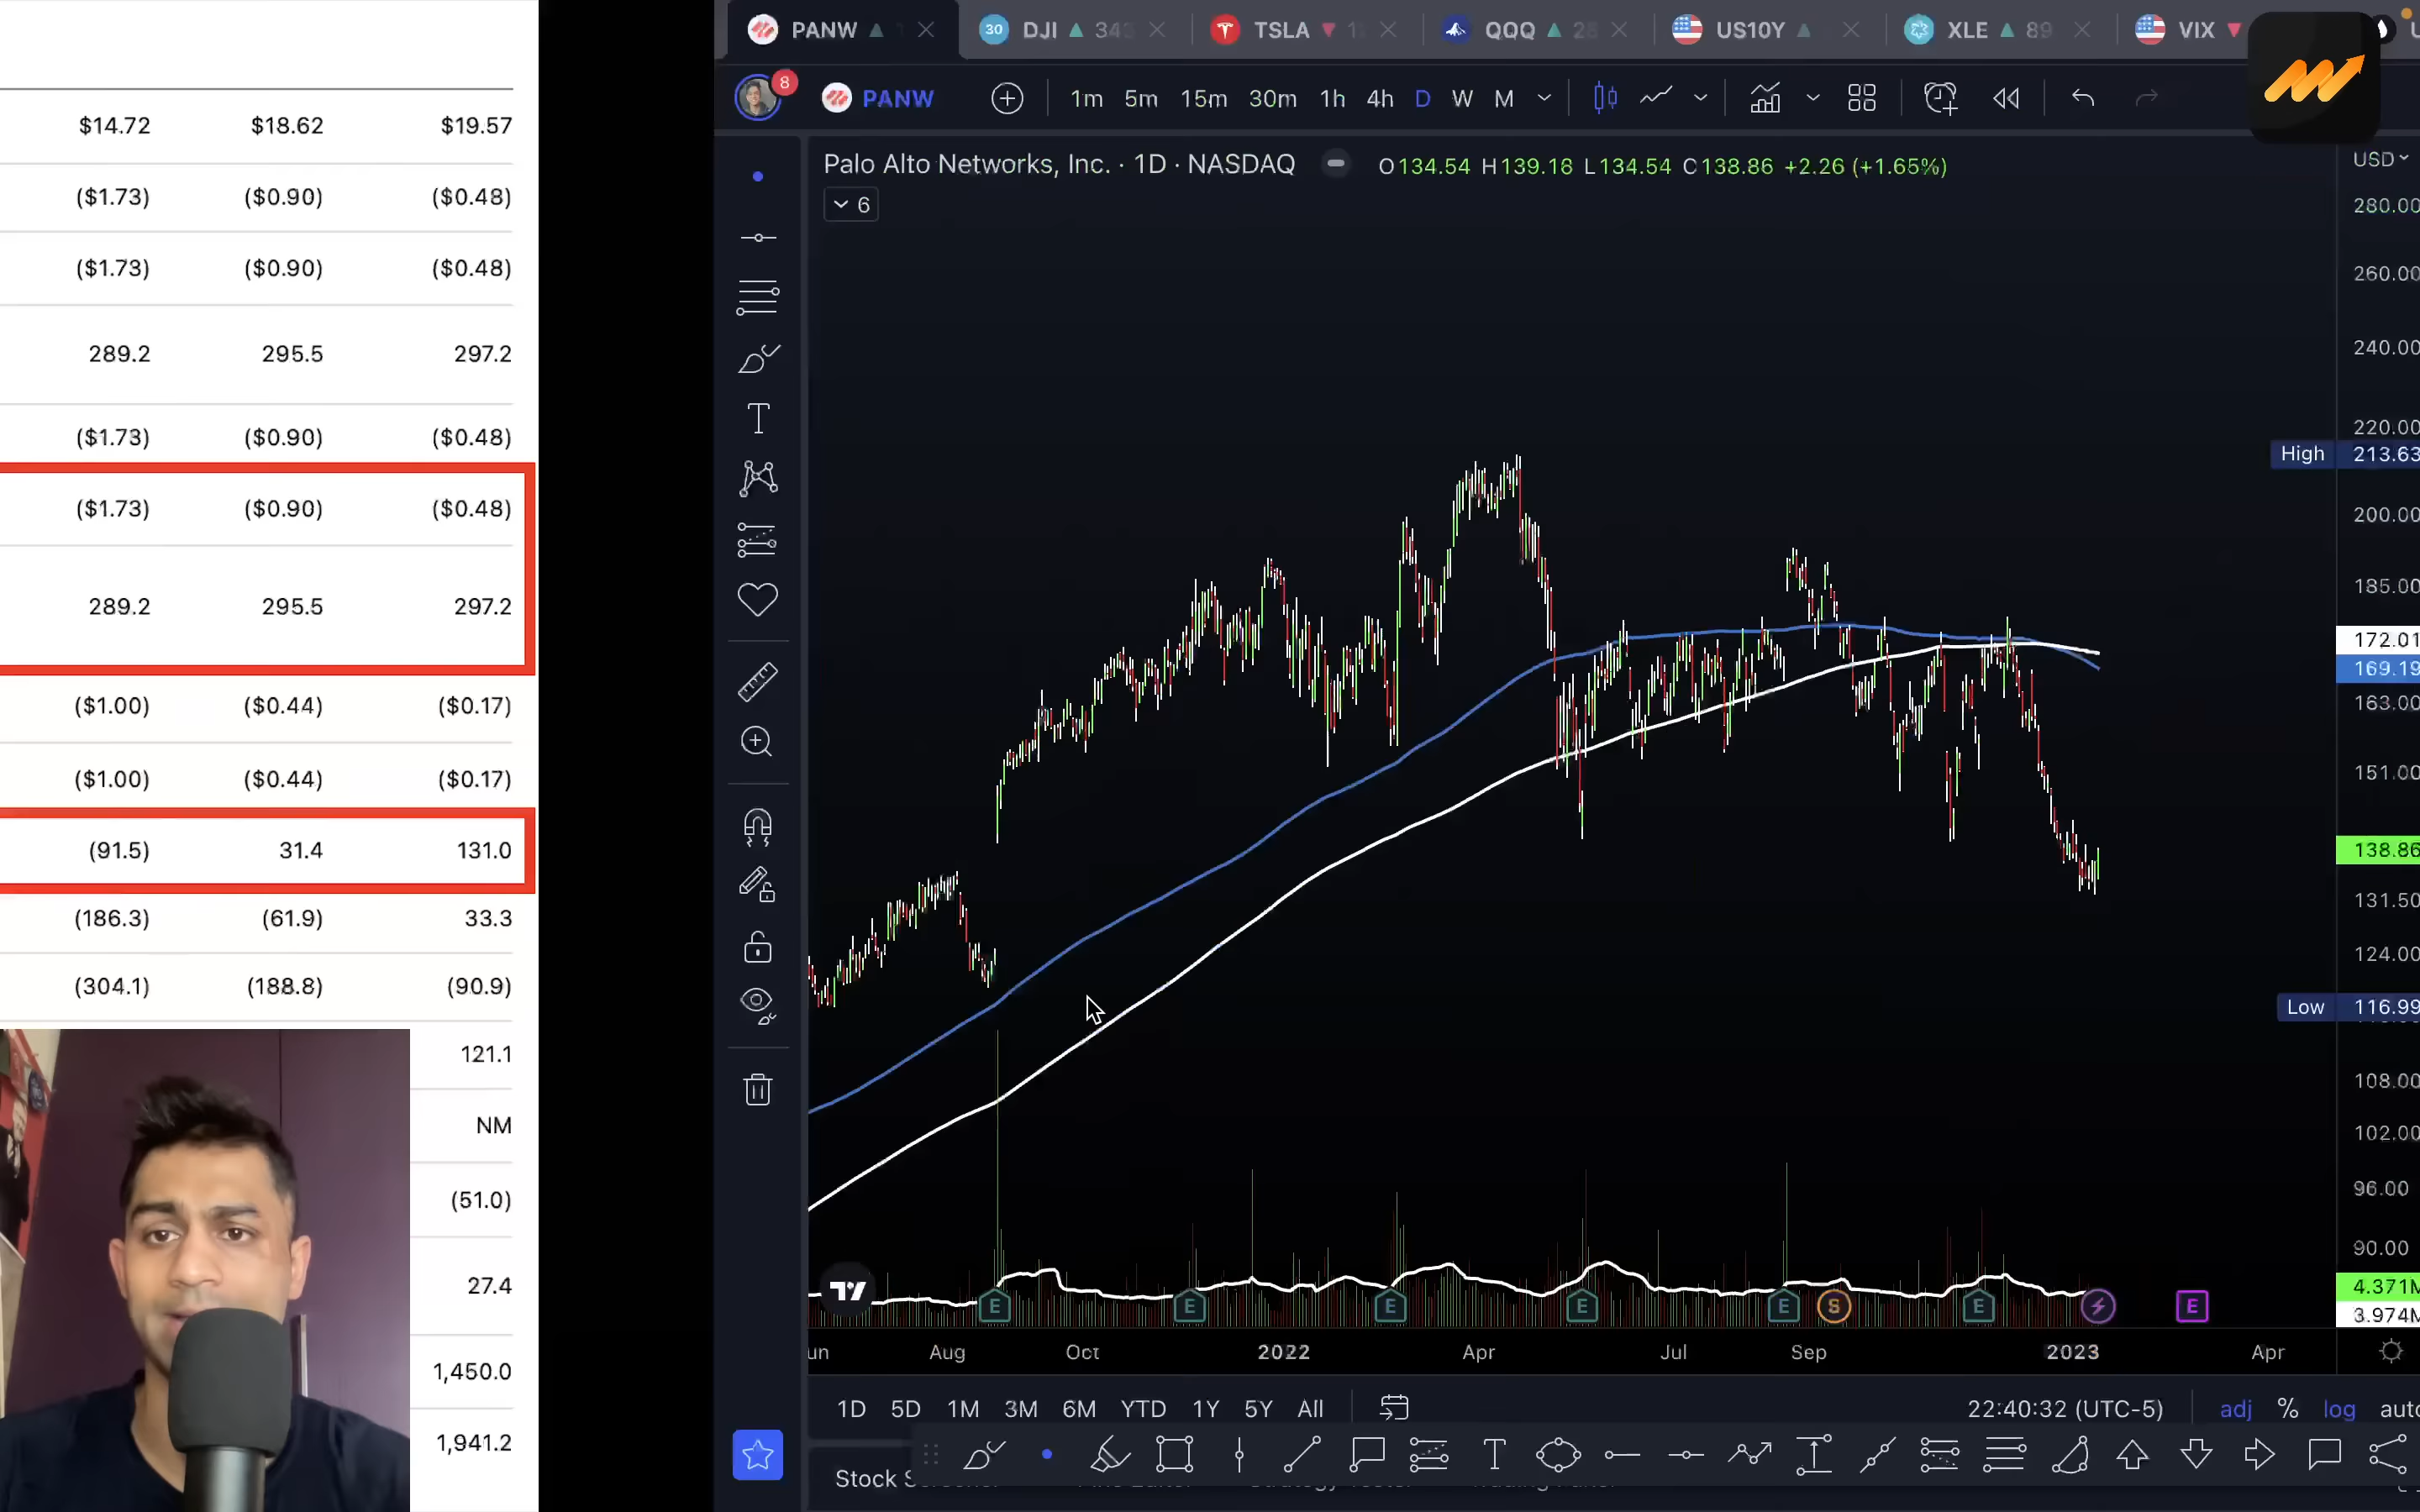 $14.72 $18.62 $19.57
($1.73) ($0.90) ($0.48)
($1.73) ($0.90) ($0.48)
289.2 295.5 297.2
($1.73) ($0.90) ($0.48)
($1.73) ($0.90) ($0.48)
289.2 295.5 297.2
($1.00) ($0.44) ($0.17)
($1.00) ($0.44) ($0.17)
(91.5) 31.4 131.0
(186.3) (61.9) 33.3
(304.1) (188.8) (90.9)
121.1
NM
(51.0)
27.4
1,450.0
1,941.2
PANW 30 DJI 343 TSLA QQQ 28 US10Y XLE 89 VIX
8 PANW 1m 5m 15m 30m 1h 4h D W M
Palo Alto Networks, Inc. · 1D · NASDAQ O134.54 H139.18 L134.54 C138.86 +2.26 (+1.65%)
6
USD
280.00
260.00
240.00
220.00
High 213.63
200.00
185.00
172.01
169.19
163.00
151.00
138.86
131.50
124.00
Low 116.99
108.00
102.00
96.00
90.00
4.371M
3.974M
E E E E E S E E
un Aug Oct 2022 Apr Jul Sep 2023 Apr
1D 5D 1M 3M 6M YTD 1Y 5Y All 22:40:32 (UTC-5) adj % log auto
Stock